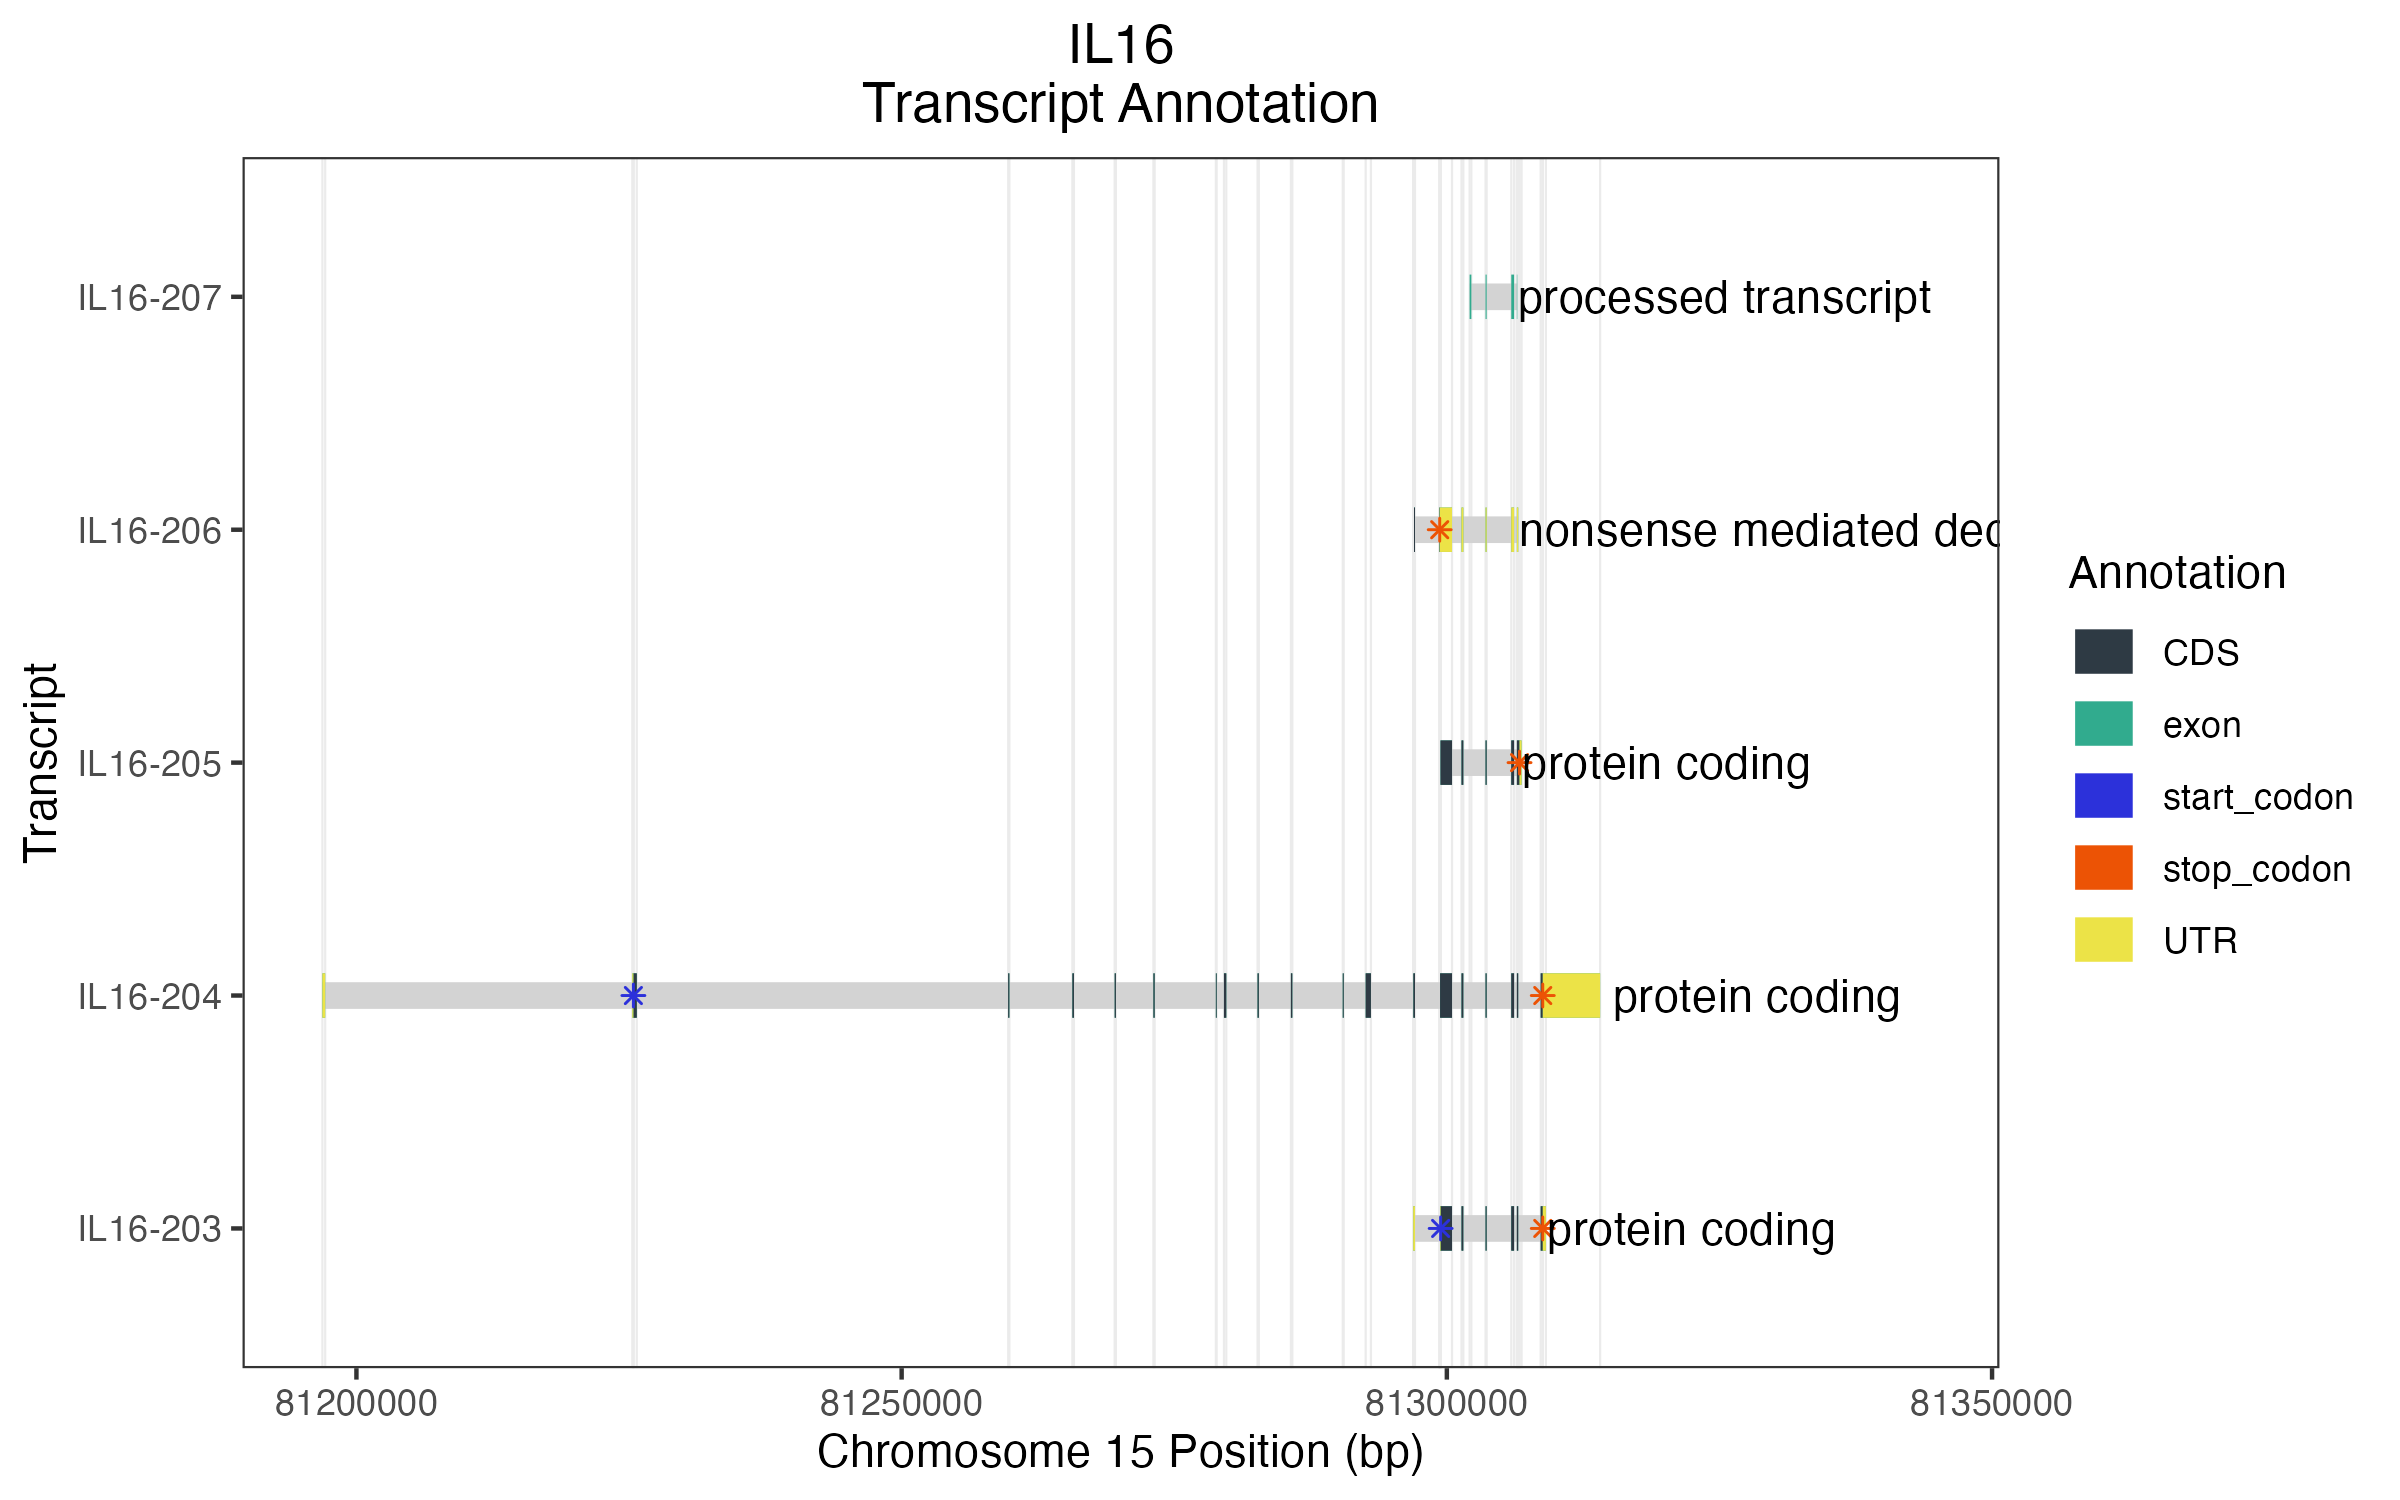 IL16
Transcript Annotation
IL16-207
processed transcript
IL16-206
nonsense mediated dec
IL16-205
protein coding
IL16-204
protein coding
IL16-203
protein coding
Transcript
81200000
81250000
81300000
81350000
Chromosome 15 Position (bp)
Annotation
CDS
exon
start_codon
stop_codon
UTR